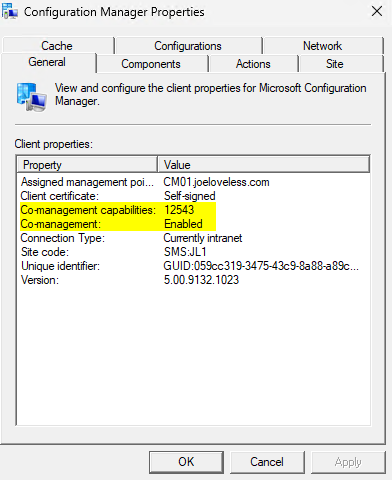 Configuration Manager Properties
Cache Configurations Network
General Components Actions Site
View and configure the client properties for Microsoft Configuration
Manager.
Client properties:
Property Value
Assigned management poi... CM01.joeloveless.com
Client certificate: Self-signed
Co-management capabilities: 12543
Co-management: Enabled
Connection Type: Currently intranet
Site code: SMS:JL1
Unique identifier: GUID:059cc319-3475-43c9-8a88-a89c...
Version: 5.00.9132.1023
OK Cancel Apply